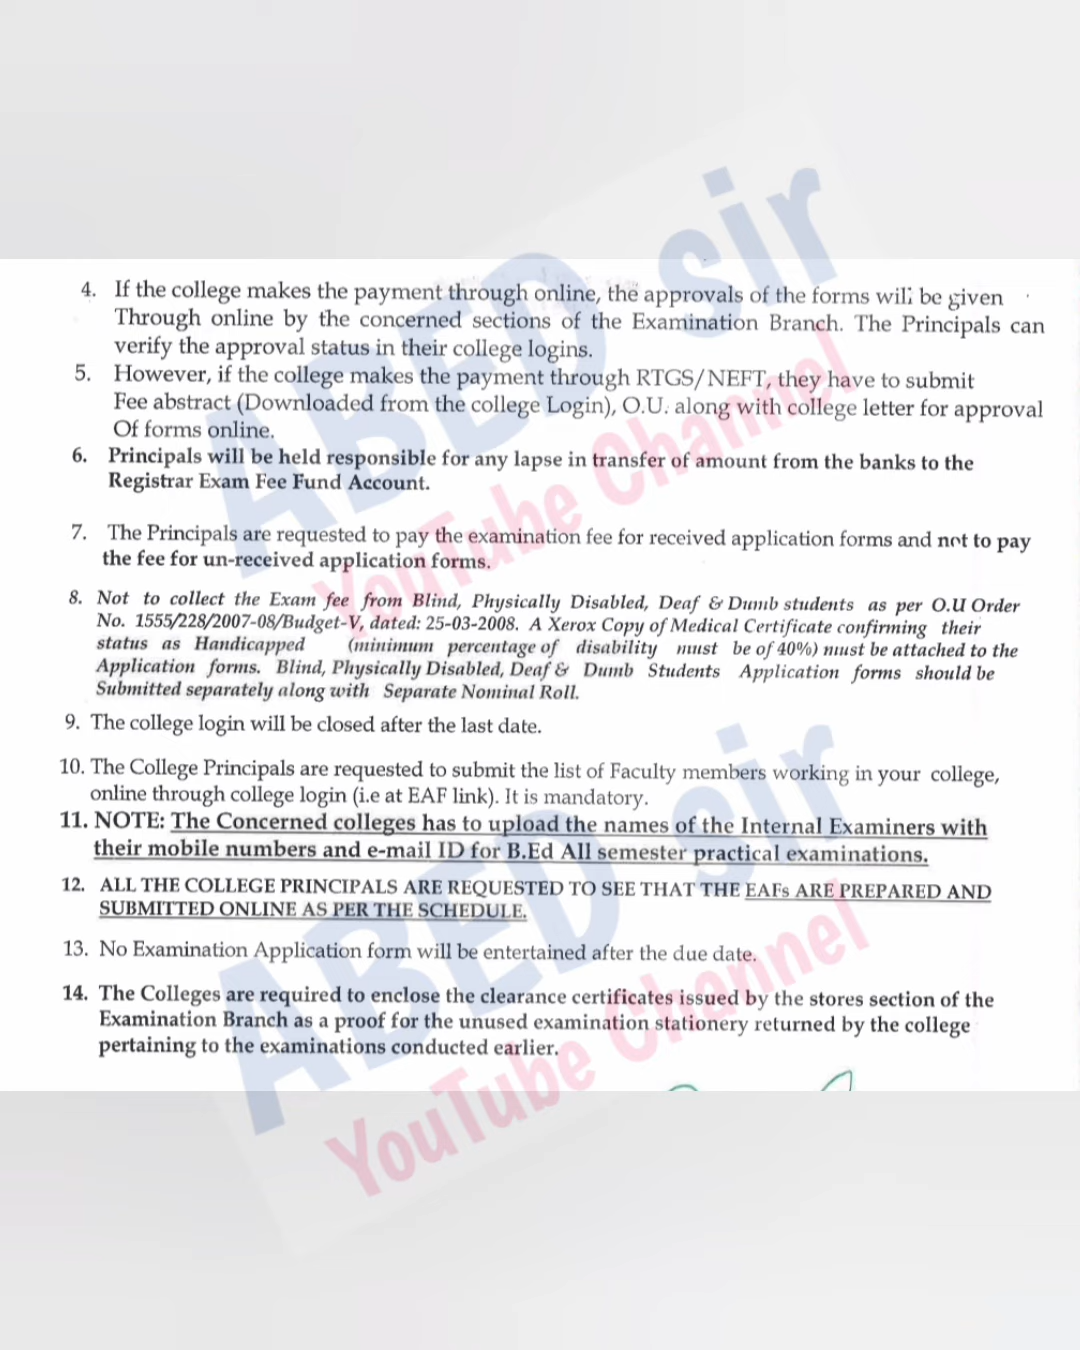 4. If the college makes the payment through online, the approvals of the forms will be given
Through online by the concerned sections of the Examination Branch. The Principals can
verify the approval status in their college logins.
5. However, if the college makes the payment through RTGS/NEFT, they have to submit
Fee abstract (Downloaded from the college Login), O.U. along with college letter for approval
Of forms online.
6. Principals will be held responsible for any lapse in transfer of amount from the banks to the
Registrar Exam Fee Fund Account.
7. The Principals are requested to pay the examination fee for received application forms and not to pay
the fee for un-received application forms.
8. Not to collect the Exam fee from Blind, Physically Disabled, Deaf & Dumb students as per O.U Order
No. 1555/228/2007-08/Budget-V, dated: 25-03-2008. A Xerox Copy of Medical Certificate confirming their
status as Handicapped (minimum percentage of disability must be of 40%) must be attached to the
Application forms. Blind, Physically Disabled, Deaf & Dumb Students Application forms should be
Submitted separately along with Separate Nominal Roll.
9. The college login will be closed after the last date.
10. The College Principals are requested to submit the list of Faculty members working in your college,
online through college login (i.e at EAF link). It is mandatory.
11. NOTE: The Concerned colleges has to upload the names of the Internal Examiners with
their mobile numbers and e-mail ID for B.Ed All semester practical examinations.
12. ALL THE COLLEGE PRINCIPALS ARE REQUESTED TO SEE THAT THE EAFs ARE PREPARED AND
SUBMITTED ONLINE AS PER THE SCHEDULE.
13. No Examination Application form will be entertained after the due date.
14. The Colleges are required to enclose the clearance certificates issued by the stores section of the
Examination Branch as a proof for the unused examination stationery returned by the college
pertaining to the examinations conducted earlier.
ABED sir
YouTube Channel
ABED sir
YouTube Channel